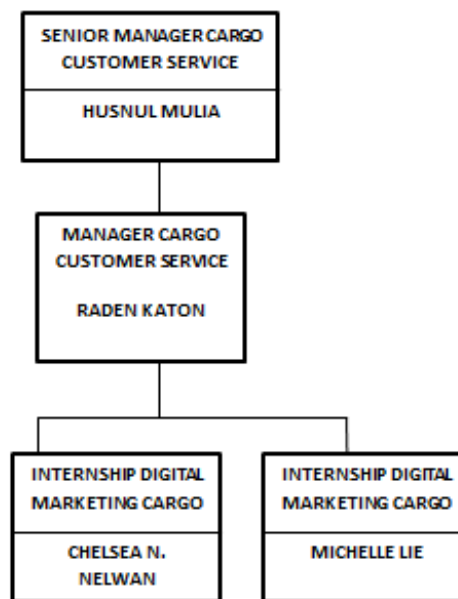 SENIOR MANAGER CARGO
CUSTOMER SERVICE
HUSNUL MULIA
MANAGER CARGO
CUSTOMER SERVICE
RADEN KATON
INTERNSHIP DIGITAL
MARKETING CARGO
CHELSEA N.
NELWAN
INTERNSHIP DIGITAL
MARKETING CARGO
MICHELLE LIE